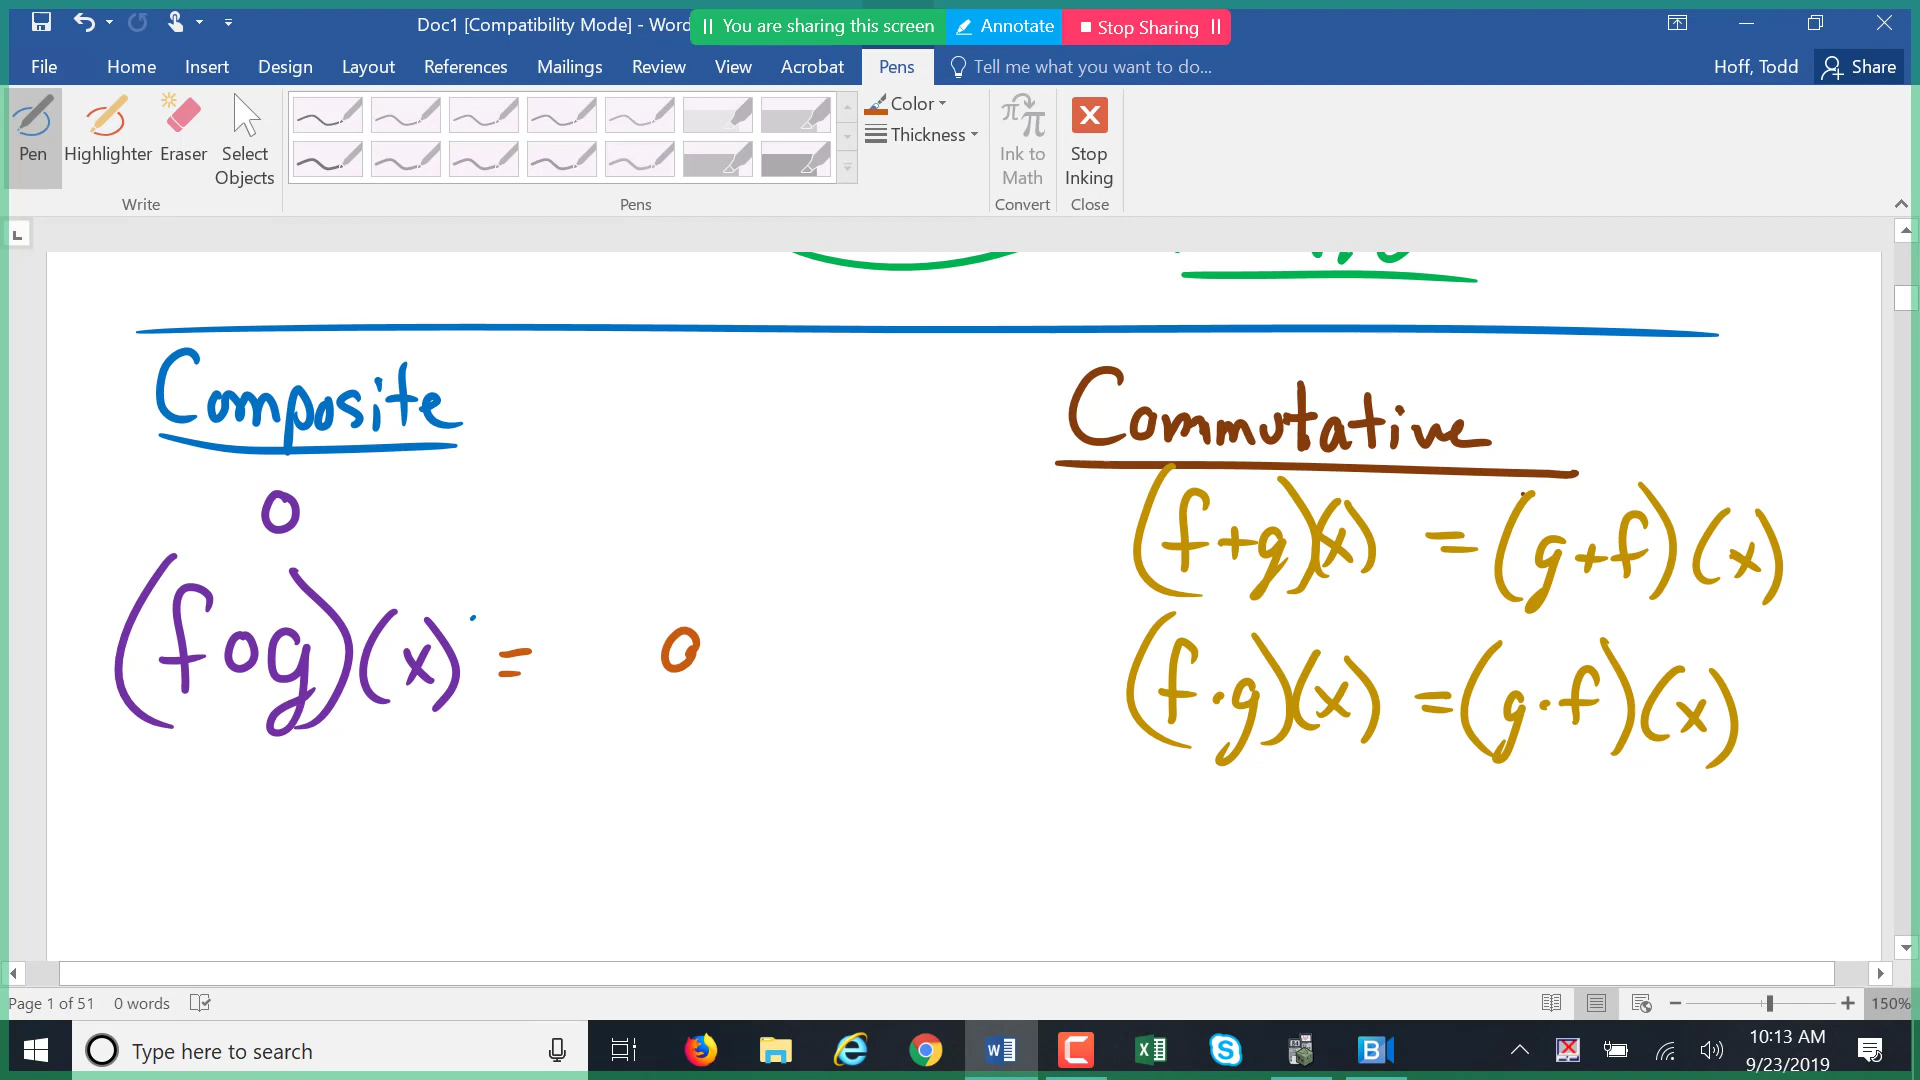 Doc1 [Compatibility Mode] - Word
You are sharing this screen
Annotate
Stop Sharing
File Home Insert Design Layout References Mailings Review View Acrobat Pens Tell me what you want to do... Hoff, Todd Share
Pen Highlighter Eraser Select Objects
Color
Thickness
Ink to Math
Stop Inking
Write Pens Convert Close
Composite
Commutative
o
(f+g)(x) = (g+f)(x)
(fog)(x) = o
(f·g)(x) = (g·f)(x)
Page 1 of 51 0 words 150%
Type here to search
10:13 AM
9/23/2019